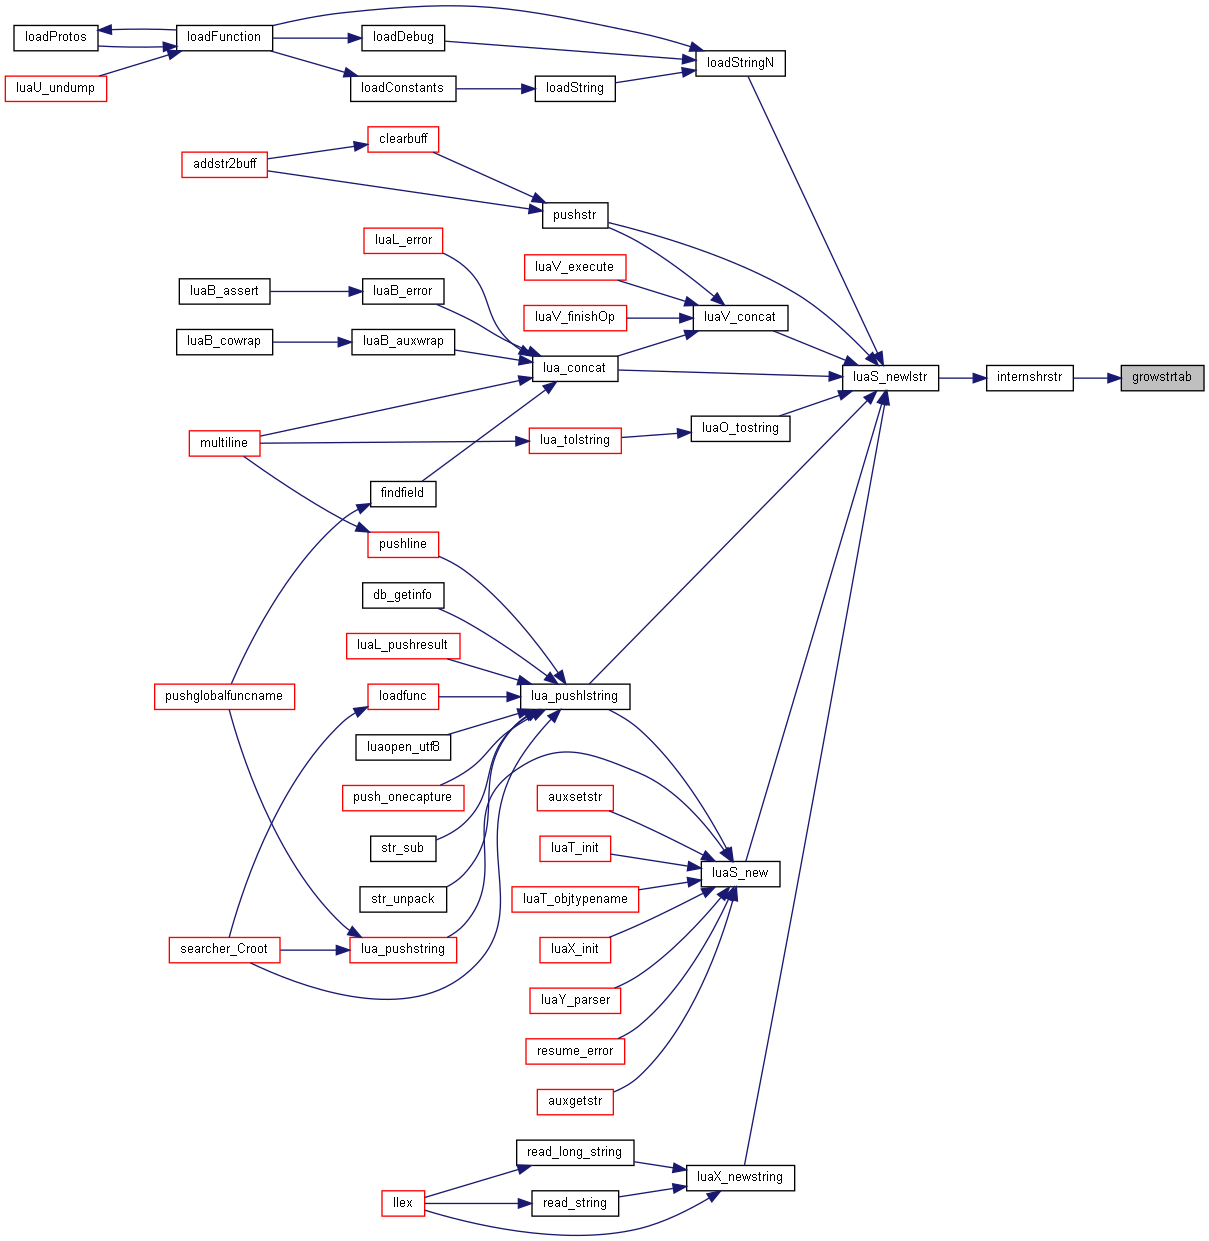 loadProtos
loadFunction
loadDebug
loadStringN
luaU_undump
loadConstants
loadString
clearbuff
addstr2buff
pushstr
luaL_error
luaV_execute
luaB_assert
luaB_error
luaV_finishOp
luaV_concat
luaB_cowrap
luaB_auxwrap
lua_concat
luaS_newlstr
internshrstr
growstrtab
multiline
lua_tolstring
luaO_tostring
findfield
pushline
db_getinfo
luaL_pushresult
pushglobalfuncname
loadfunc
lua_pushlstring
luaopen_utf8
push_onecapture
auxsetstr
str_sub
luaT_init
luaS_new
str_unpack
luaT_objtypename
searcher_Croot
lua_pushstring
luaX_init
luaY_parser
resume_error
auxgetstr
read_long_string
luaX_newstring
llex
read_string